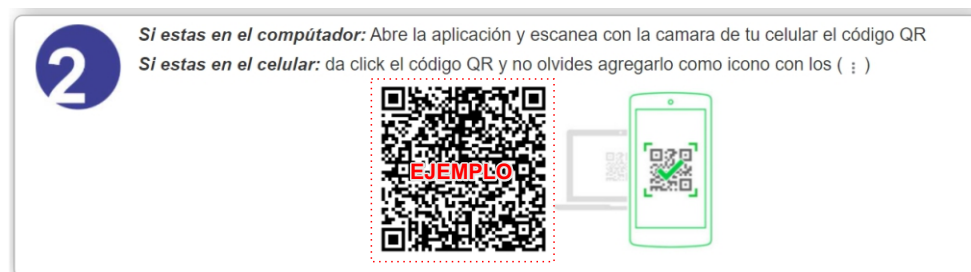 2
Si estas en el compútador: Abre la aplicación y escanea con la camara de tu celular el código QR
Si estas en el celular: da click el código QR y no olvides agregarlo como icono con los ( ⋮ )
EJEMPLO